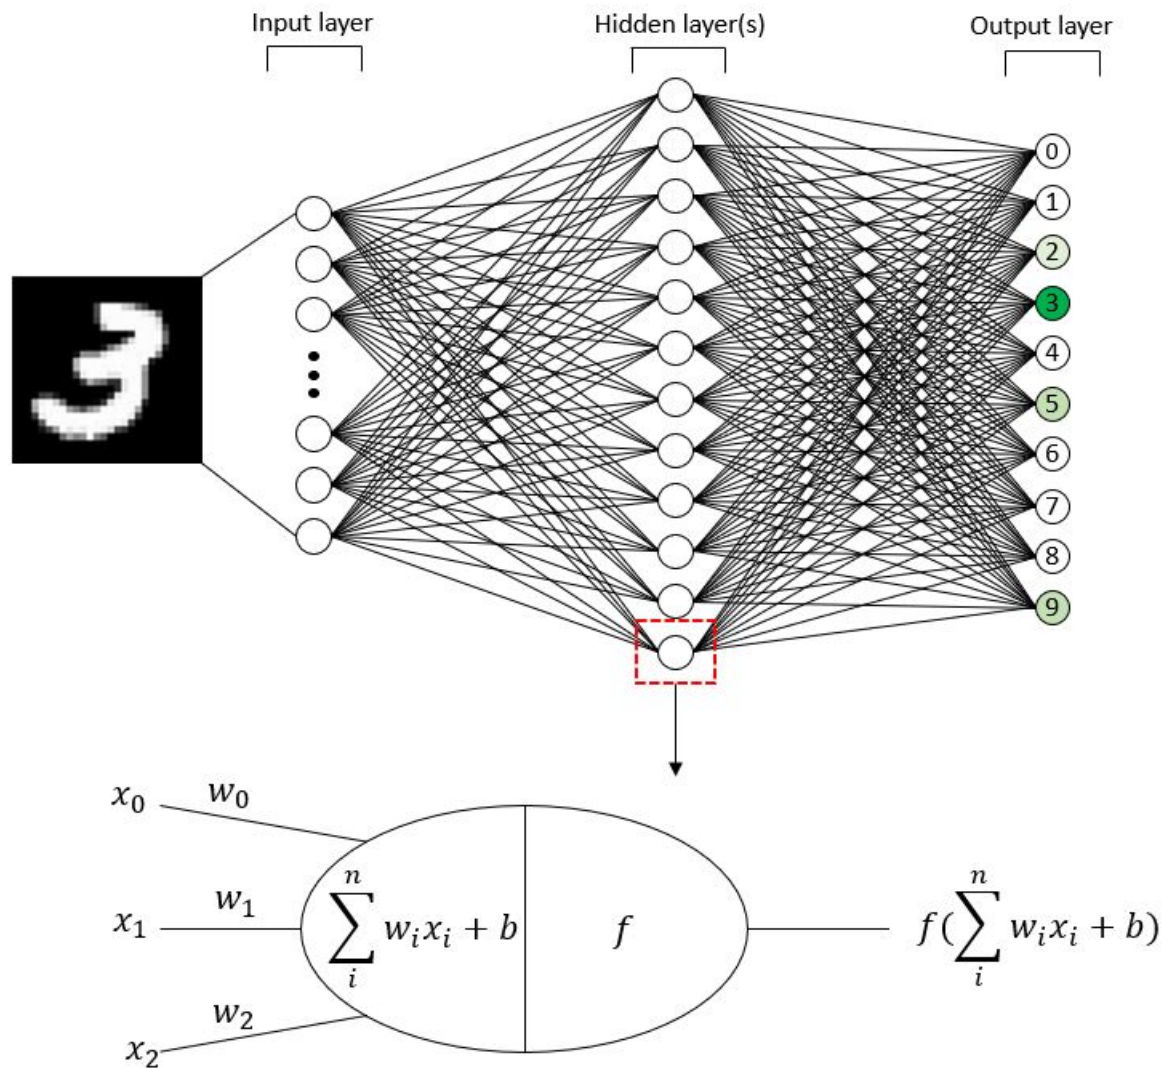 Input layer
Hidden layer(s)
Output layer
0
1
2
3
3
4
5
6
7
8
9
x₀ w₀
x₁ w₁
x₂ w₂
n
∑ wᵢxᵢ + b
i
f
n
f(∑ wᵢxᵢ + b)
i